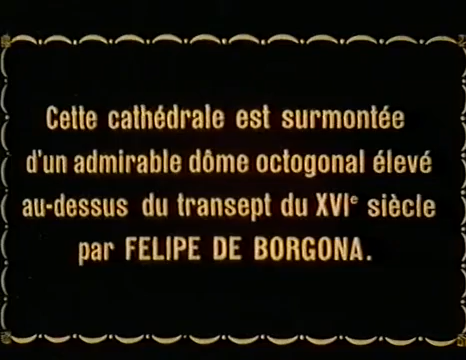 Cette cathédrale est surmontée
d'un admirable dôme octogonal élevé
au-dessus du transept du XVIe siècle
par FELIPE DE BORGONA.